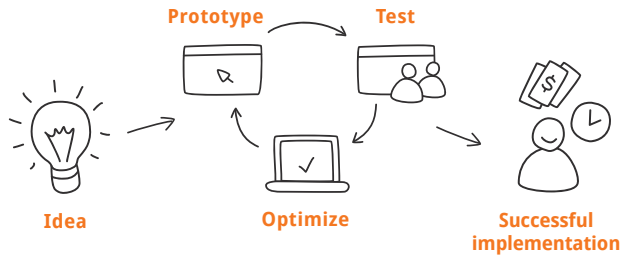 Prototype
Test
$
Idea
Optimize
Successful
implementation